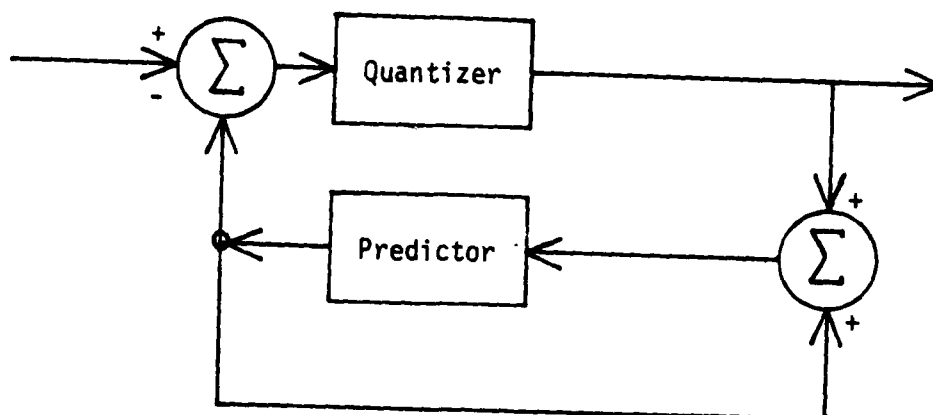 +
-
Σ
Quantizer
+
Predictor
Σ
+